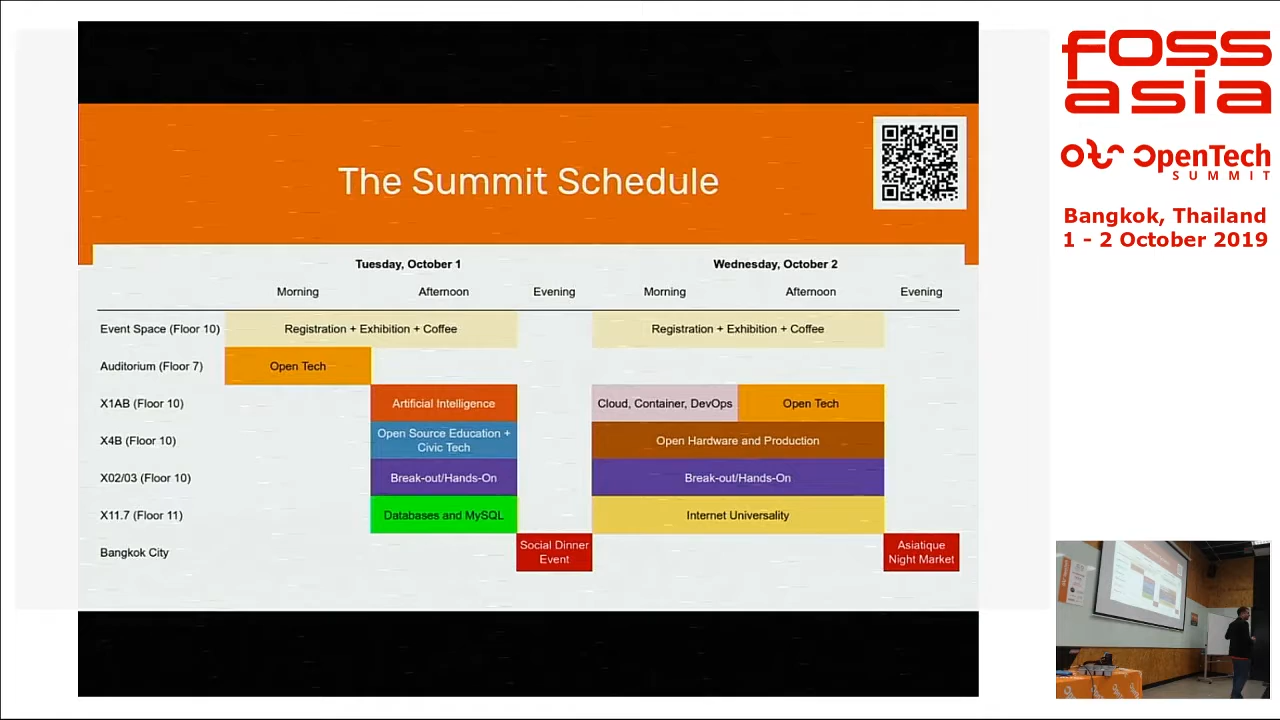 The Summit Schedule
Tuesday, October 1
Wednesday, October 2
Morning
Afternoon
Evening
Morning
Afternoon
Evening
Event Space (Floor 10)
Registration + Exhibition + Coffee
Registration + Exhibition + Coffee
Auditorium (Floor 7)
Open Tech
X1AB (Floor 10)
Artificial Intelligence
Cloud, Container, DevOps
Open Tech
X4B (Floor 10)
Open Source Education +
Civic Tech
Open Hardware and Production
X02/03 (Floor 10)
Break-out/Hands-On
Break-out/Hands-On
X11.7 (Floor 11)
Databases and MySQL
Internet Universality
Bangkok City
Social Dinner
Event
Asiatique
Night Market
foss
asia
OpenTech
SUMMIT
Bangkok, Thailand
1 - 2 October 2019